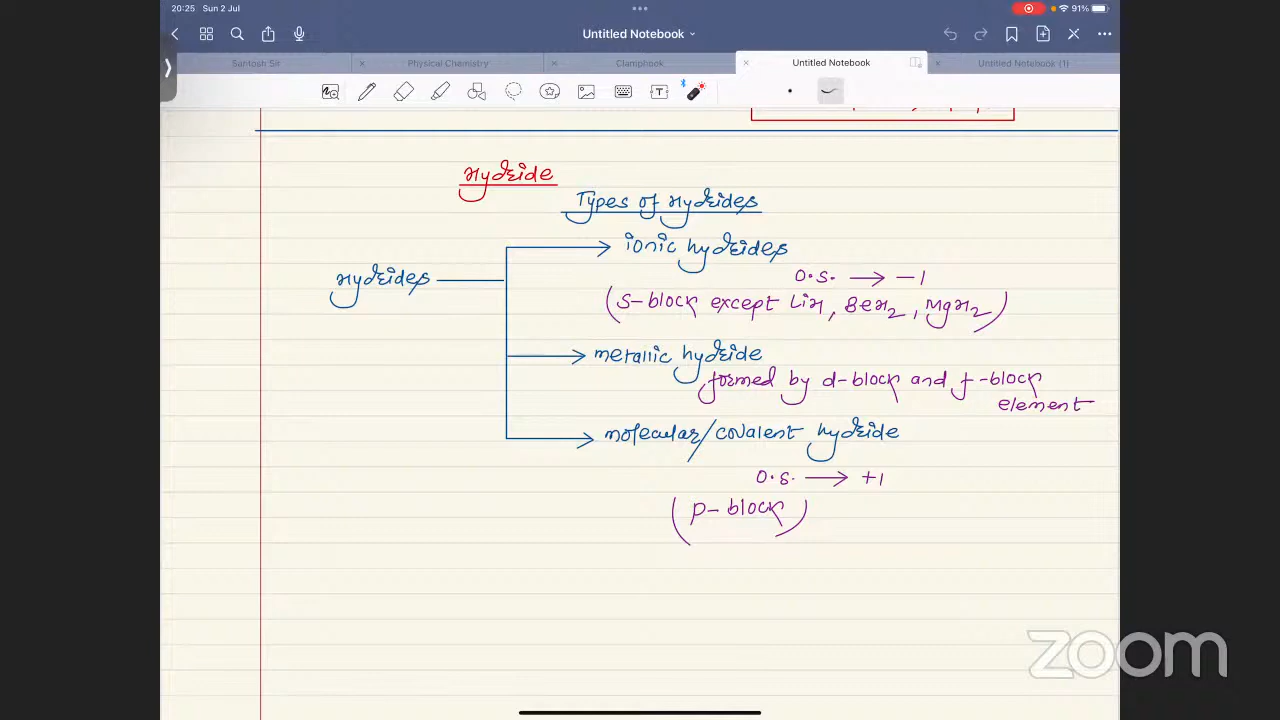 20:25 Sun 2 Jul
91%
Untitled Notebook
Santosh Sir
Physical Chemistry
Clamphook
Untitled Notebook
Untitled Notebook (1)
Hydride
Types of Hydrides
ionic hydrides
Hydrides
O.S. → -1
(S-block except LiH, BeH₂, MgH₂)
metallic hydride
formed by d-block and f-block
element
molecular/covalent hydride
O.S. → +1
(p-block)
zoom